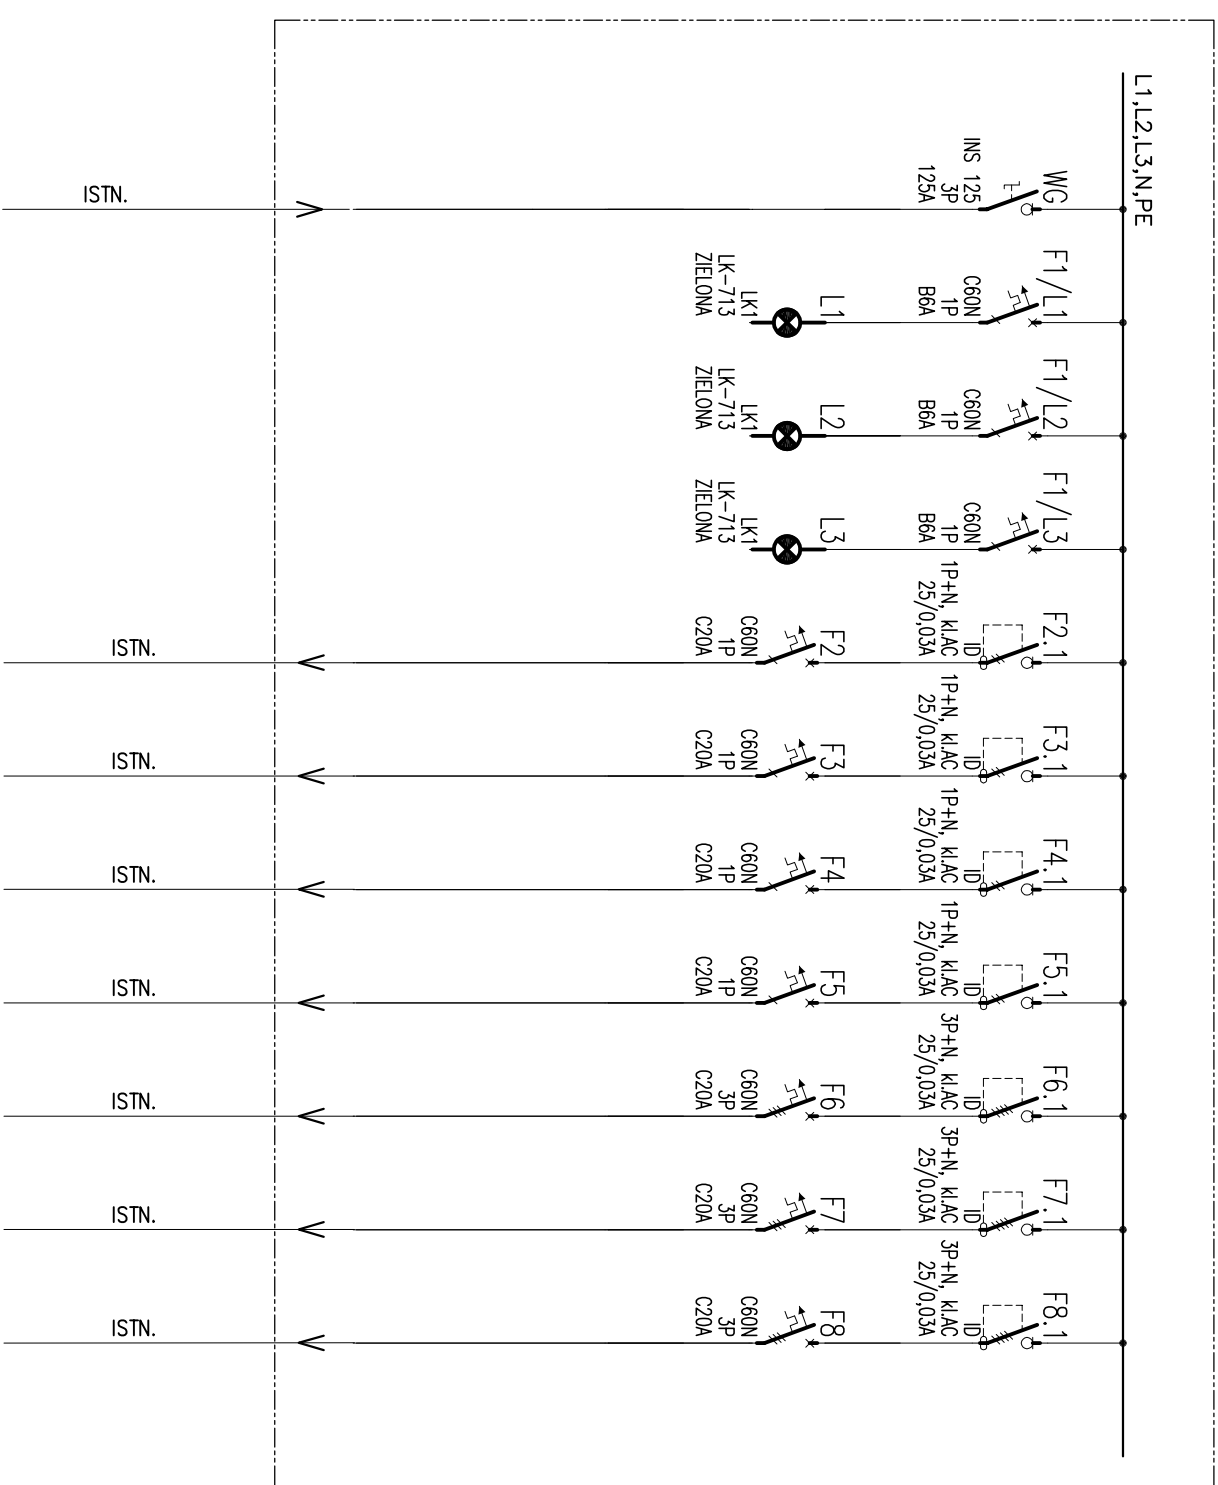 L1,L2,L3,N,PE
WG
INS 125
3P
125A
ISTN.
F1/L1
C60N
1P
B6A
L1
LK1
LK-713
ZIELONA
F1/L2
C60N
1P
B6A
L2
LK1
LK-713
ZIELONA
F1/L3
C60N
1P
B6A
L3
LK1
LK-713
ZIELONA
F2.1
ID
1P+N, kl.AC
25/0,03A
F2
C60N
1P
C20A
ISTN.
F3.1
ID
1P+N, kl.AC
25/0,03A
F3
C60N
1P
C20A
ISTN.
F4.1
ID
1P+N, kl.AC
25/0,03A
F4
C60N
1P
C20A
ISTN.
F5.1
ID
1P+N, kl.AC
25/0,03A
F5
C60N
1P
C20A
ISTN.
F6.1
ID
3P+N, kl.AC
25/0,03A
F6
C60N
3P
C20A
ISTN.
F7.1
ID
3P+N, kl.AC
25/0,03A
F7
C60N
3P
C20A
ISTN.
F8.1
ID
3P+N, kl.AC
25/0,03A
F8
C60N
3P
C20A
ISTN.